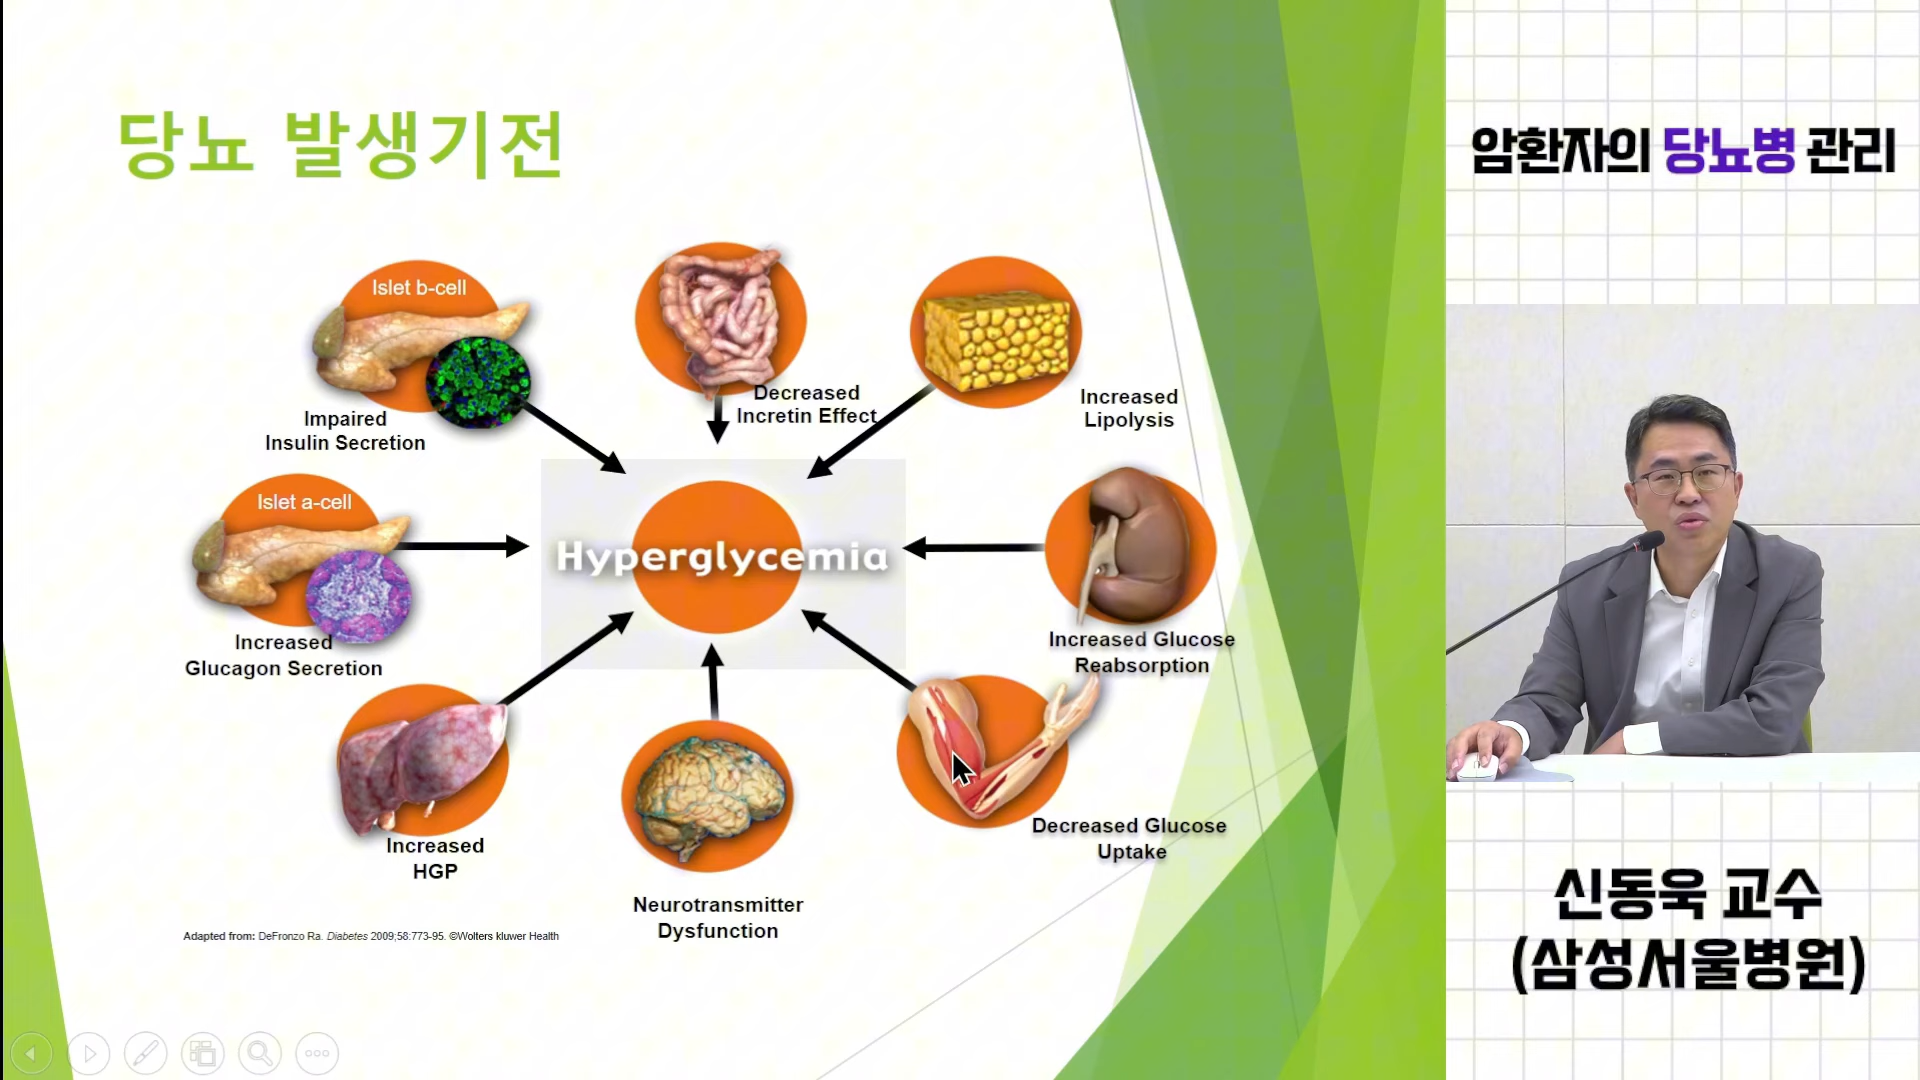 당뇨 발생기전
Islet b-cell
Impaired
Insulin Secretion
Decreased
Incretin Effect
Increased
Lipolysis
Islet a-cell
Increased
Glucagon Secretion
Hyperglycemia
Increased Glucose
Reabsorption
Increased
HGP
Neurotransmitter
Dysfunction
Decreased Glucose
Uptake
Adapted from: DeFronzo Ra. Diabetes 2009;58:773-95. ©Wolters kluwer Health
암환자의 당뇨병 관리
신동욱 교수
(삼성서울병원)